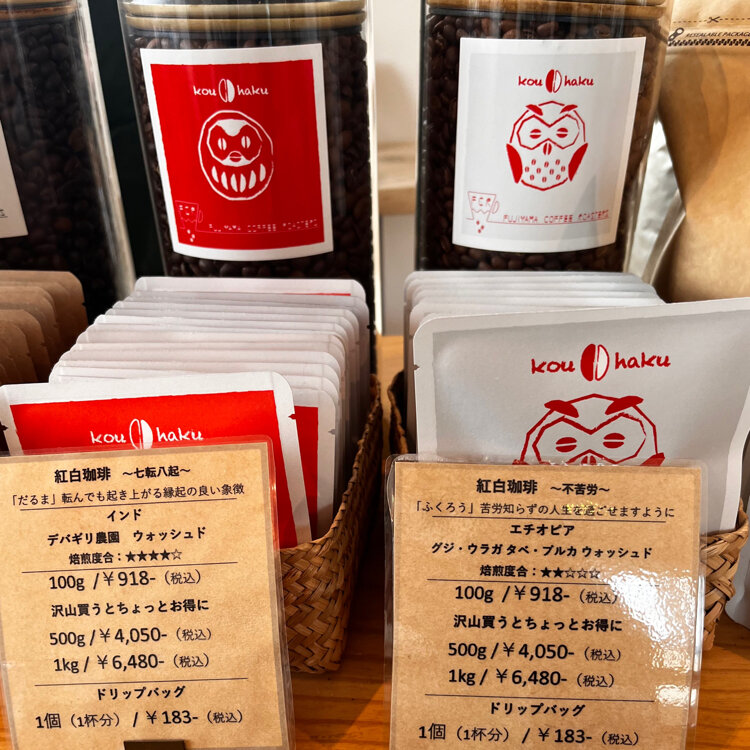 RESEALABLE PACKAGE
kou haku
F.C.R
FUJIYAMA COFFEE ROASTERS
kou haku
F.C.R
FUJIYAMA COFFEE ROASTERS
kou haku
kou haku
紅白珈琲 ～七転八起～
「だるま」転んでも起き上がる縁起の良い象徴
インド
デバギリ農園 ウォッシュド
焙煎度合：★★★★☆
100g /￥918-（税込）
沢山買うとちょっとお得に
500g /￥4,050-（税込）
1kg /￥6,480-（税込）
ドリップバッグ
1個（1杯分）/￥183-（税込）
紅白珈琲 ～不苦労～
「ふくろう」苦労知らずの人生を過ごせますように
エチオピア
グジ・ウラガ タベ・ブルカ ウォッシュド
焙煎度合：★★☆☆☆
100g /￥918-（税込）
沢山買うとちょっとお得に
500g /￥4,050-（税込）
1kg /￥6,480-（税込）
ドリップバッグ
1個（1杯分）/￥183-（税込）